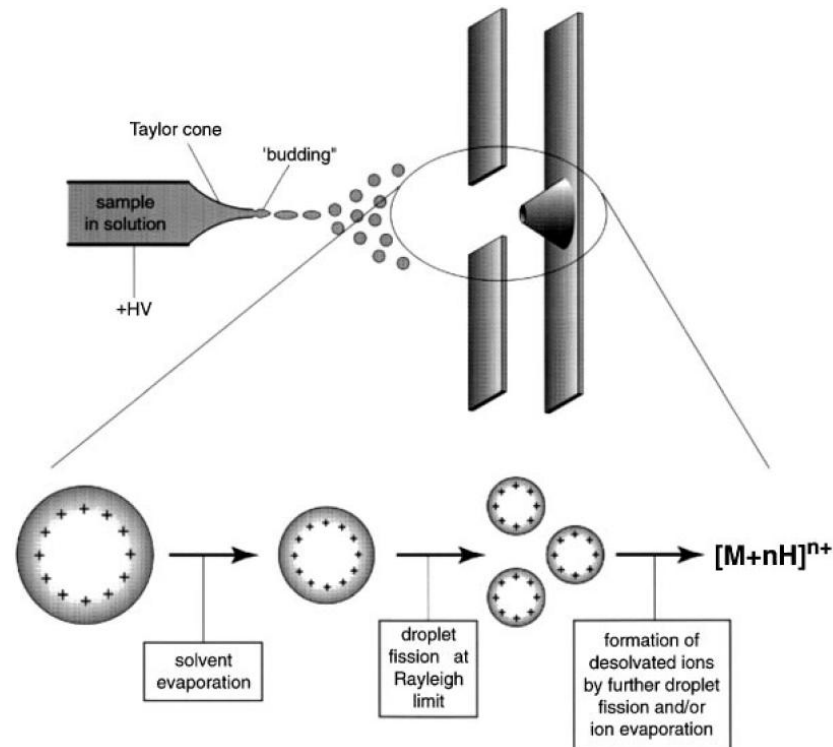 Taylor cone
'budding"
sample
in solution
+HV
+ + + + + + + + + + + +
+ + + + + + + + + + + +
+ + + + + + + +
+ + + + + + + +
+ + + + + + + +
[M+nH]ⁿ⁺
solvent
evaporation
droplet
fission at
Rayleigh
limit
formation of
desolvated ions
by further droplet
fission and/or
ion evaporation